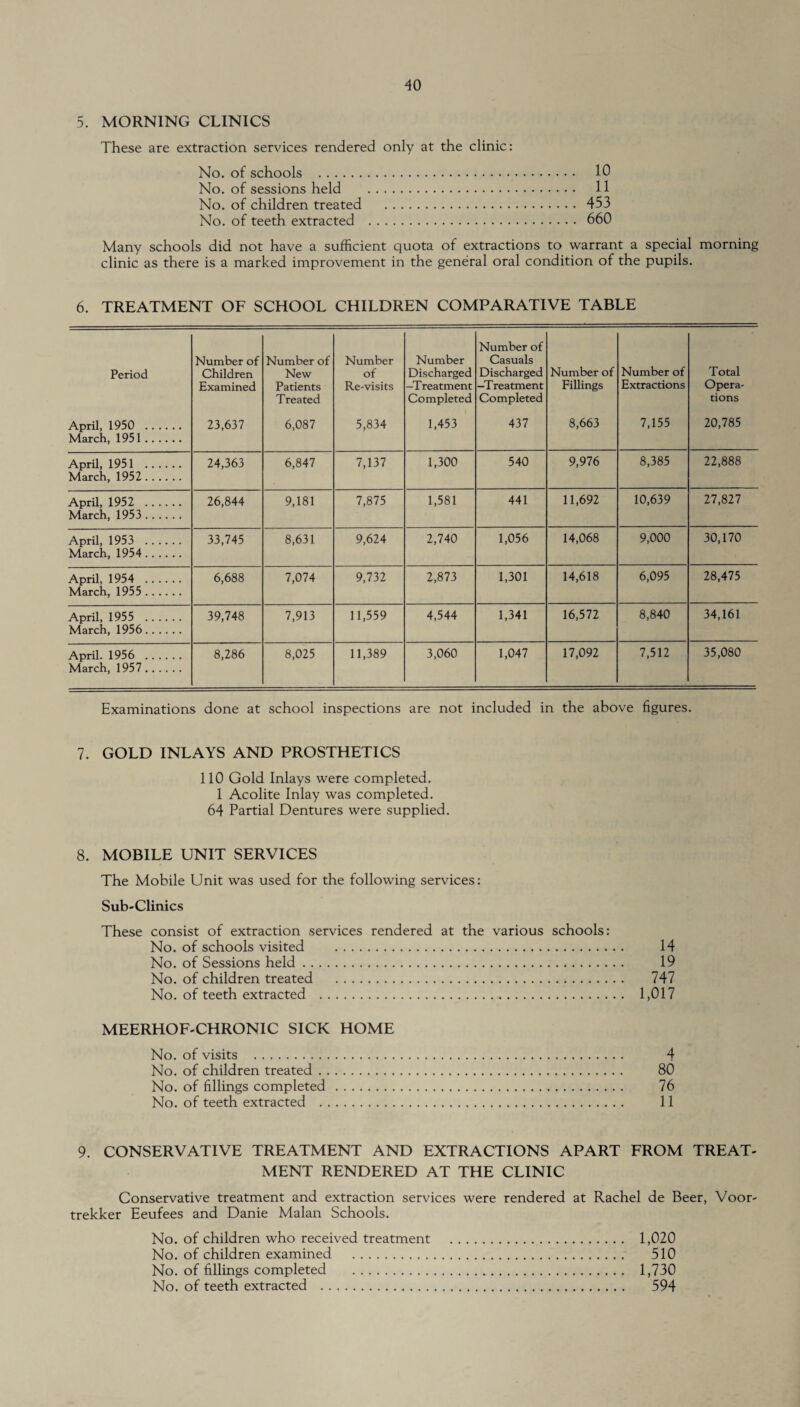 40
5. MORNING CLINICS
These are extraction services rendered only at the clinic:
No. of schools .......................................... 10
No. of sessions held .................................. 11
No. of children treated ............................... 453
No. of teeth extracted ................................. 660
Many schools did not have a sufficient quota of extractions to warrant a special morning
clinic as there is a marked improvement in the general oral condition of the pupils.
6. TREATMENT OF SCHOOL CHILDREN COMPARATIVE TABLE
Period | Number of Children Examined | Number of New Patients Treated | Number of Re-visits | Number Discharged -Treatment Completed | Number of Casuals Discharged -Treatment Completed | Number of Fillings | Number of Extractions | Total Opera-tions
April, 1950 ...... March, 1951...... | 23,637 | 6,087 | 5,834 | 1,453 | 437 | 8,663 | 7,155 | 20,785
April, 1951 ...... March, 1952...... | 24,363 | 6,847 | 7,137 | 1,300 | 540 | 9,976 | 8,385 | 22,888
April, 1952 ...... March, 1953...... | 26,844 | 9,181 | 7,875 | 1,581 | 441 | 11,692 | 10,639 | 27,827
April, 1953 ...... March, 1954...... | 33,745 | 8,631 | 9,624 | 2,740 | 1,056 | 14,068 | 9,000 | 30,170
April, 1954 ...... March, 1955...... | 6,688 | 7,074 | 9,732 | 2,873 | 1,301 | 14,618 | 6,095 | 28,475
April, 1955 ...... March, 1956...... | 39,748 | 7,913 | 11,559 | 4,544 | 1,341 | 16,572 | 8,840 | 34,161
April. 1956 ...... March, 1957...... | 8,286 | 8,025 | 11,389 | 3,060 | 1,047 | 17,092 | 7,512 | 35,080
Examinations done at school inspections are not included in the above figures.
7. GOLD INLAYS AND PROSTHETICS
110 Gold Inlays were completed.
1 Acolite Inlay was completed.
64 Partial Dentures were supplied.
8. MOBILE UNIT SERVICES
The Mobile Unit was used for the following services:
Sub-Clinics
These consist of extraction services rendered at the various schools:
No. of schools visited .......................................... 14
No. of Sessions held .......................................... 19
No. of children treated .......................................... 747
No. of teeth extracted .......................................... 1,017
MEERHOF-CHRONIC SICK HOME
No. of visits .......................................... 4
No. of children treated .......................................... 80
No. of fillings completed .......................................... 76
No. of teeth extracted .......................................... 11
9. CONSERVATIVE TREATMENT AND EXTRACTIONS APART FROM TREAT-
MENT RENDERED AT THE CLINIC
Conservative treatment and extraction services were rendered at Rachel de Beer, Voor-
trekker Eeufees and Danie Malan Schools.
No. of children who received treatment .......................... 1,020
No. of children examined .......................................... 510
No. of fillings completed .......................................... 1,730
No. of teeth extracted .......................................... 594